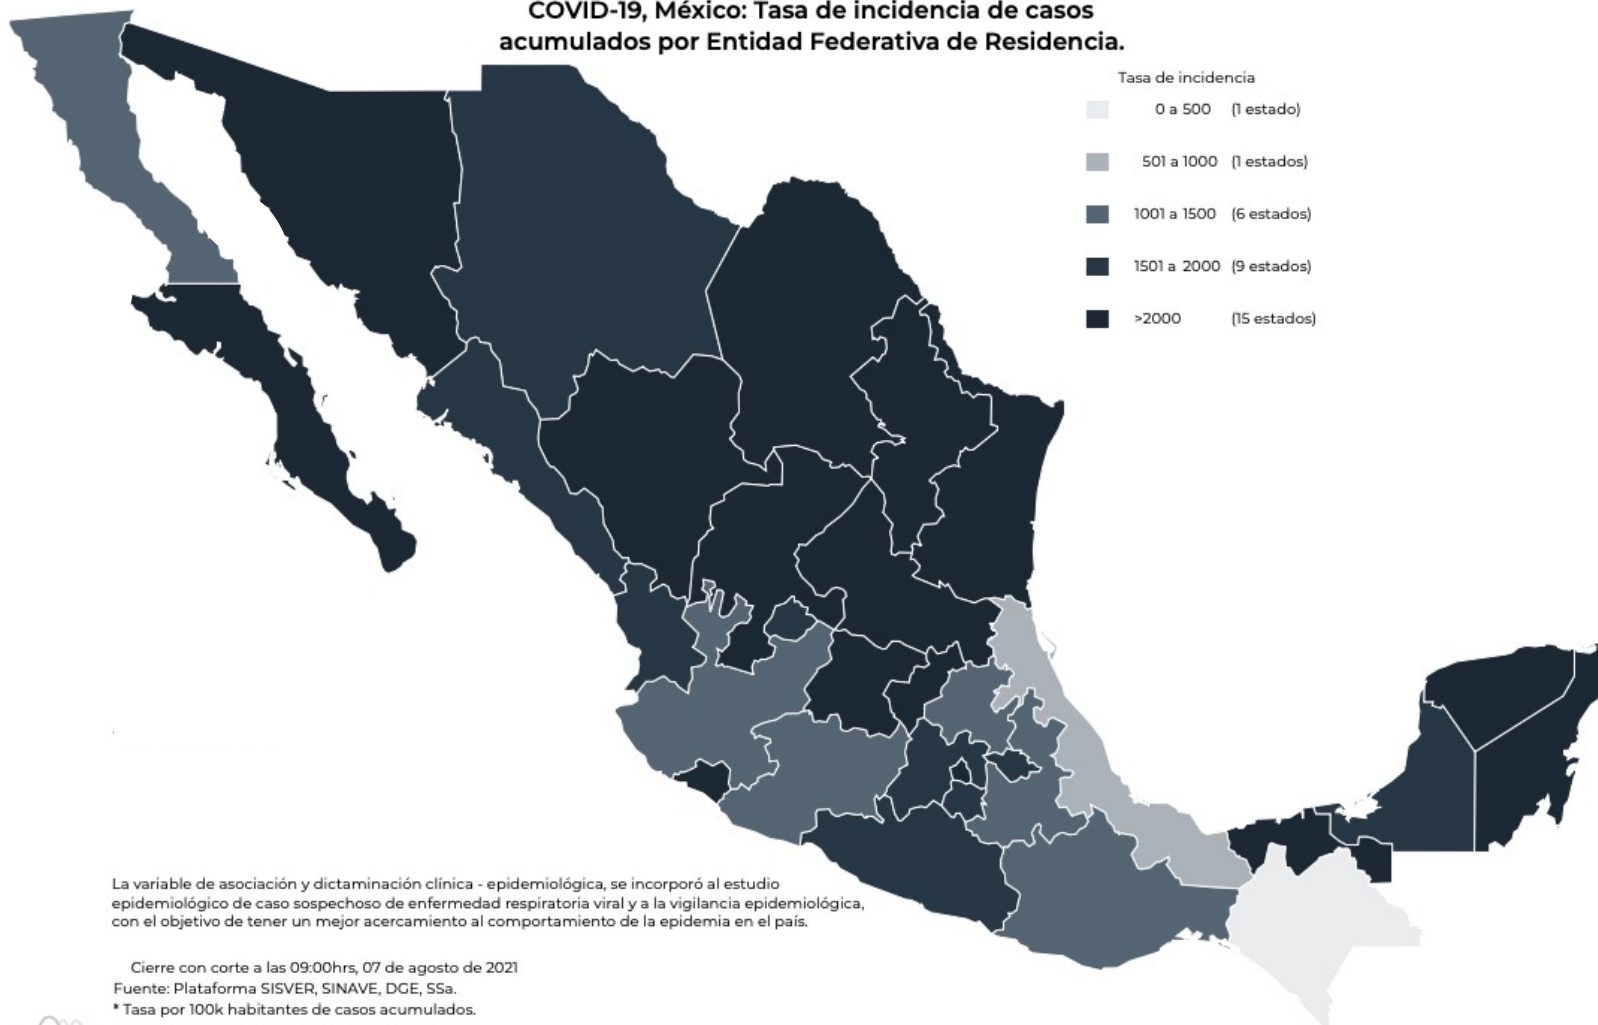 COVID-19, México: Tasa de incidencia de casos
acumulados por Entidad Federativa de Residencia.
Tasa de incidencia
0 a 500 (1 estado)
501 a 1000 (1 estados)
1001 a 1500 (6 estados)
1501 a 2000 (9 estados)
>2000 (15 estados)
La variable de asociación y dictaminación clínica - epidemiológica, se incorporó al estudio
epidemiológico de caso sospechoso de enfermedad respiratoria viral y a la vigilancia epidemiológica,
con el objetivo de tener un mejor acercamiento al comportamiento de la epidemia en el país.
Cierre con corte a las 09:00hrs, 07 de agosto de 2021
Fuente: Plataforma SISVER, SINAVE, DGE, SSa.
* Tasa por 100k habitantes de casos acumulados.